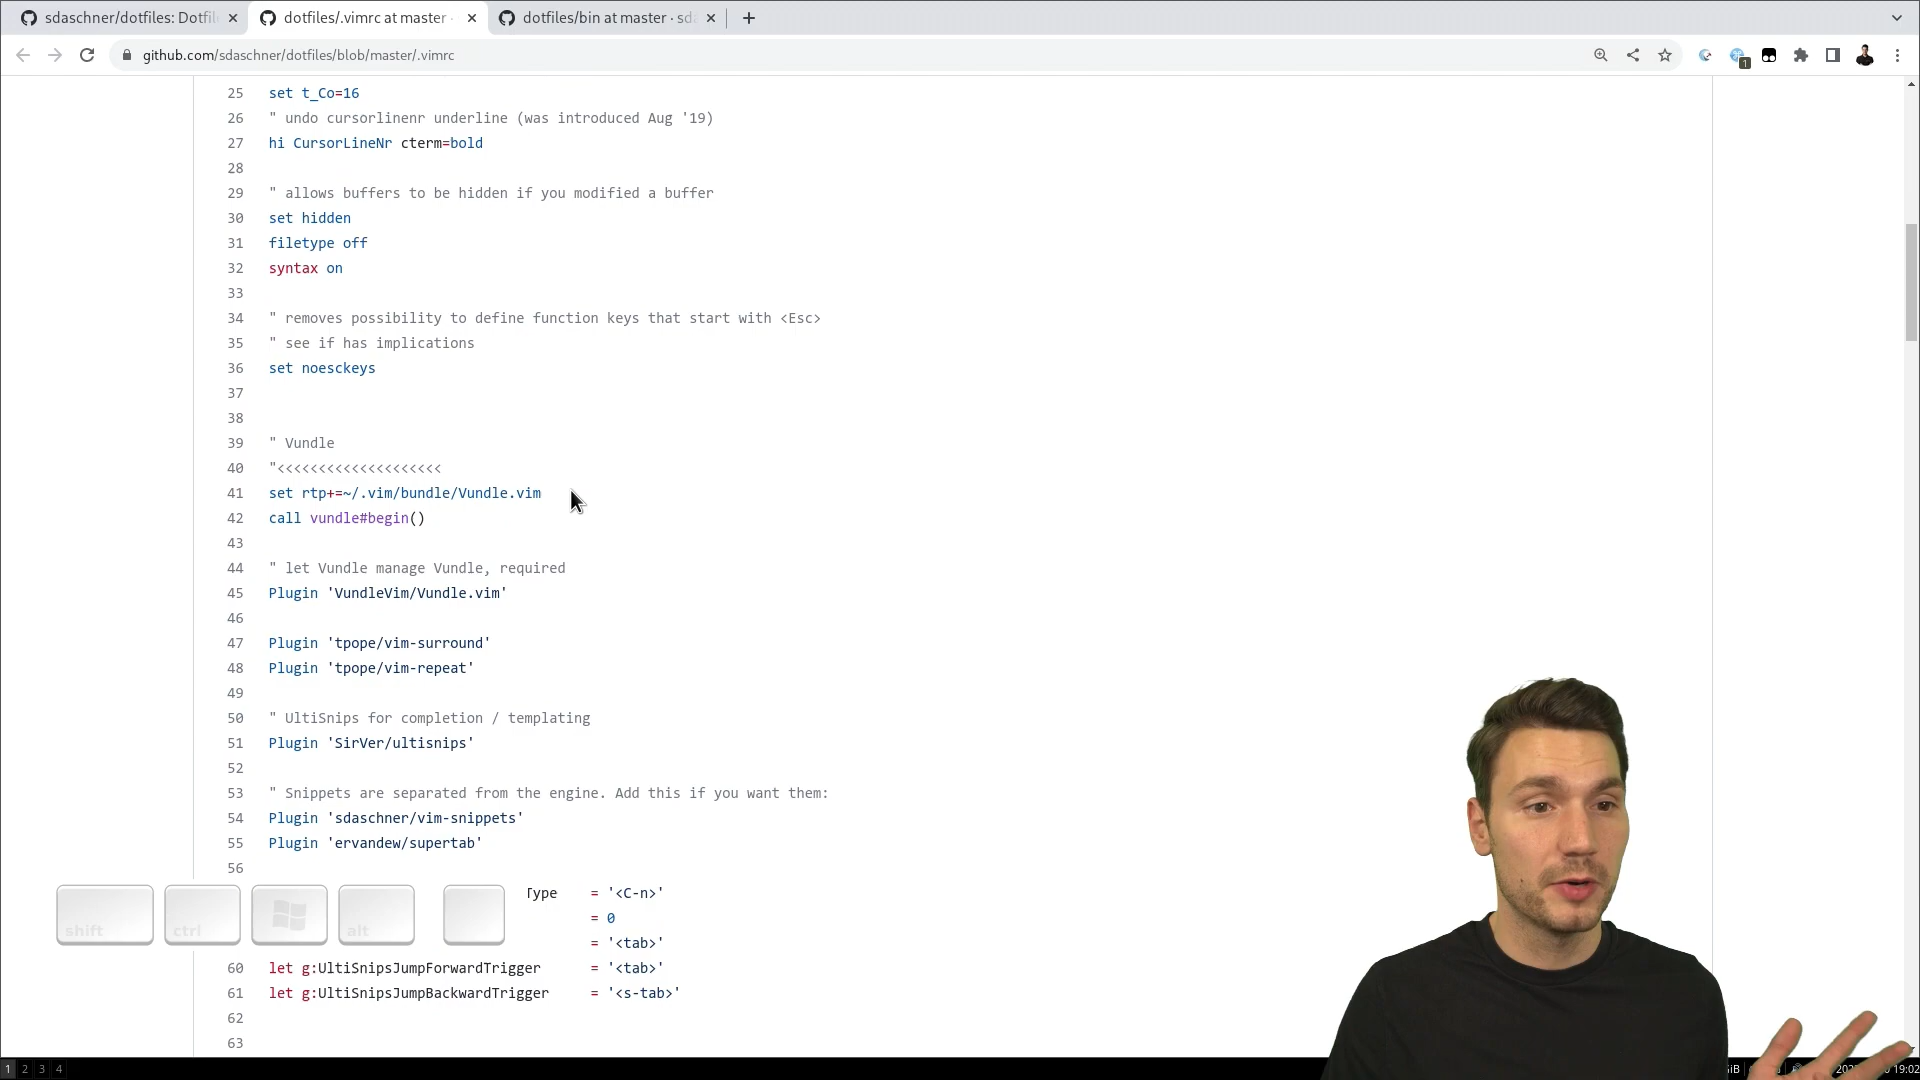 sdaschner/dotfiles: Dotfil
dotfiles/.vimrc at master ·
dotfiles/bin at master · sda
github.com/sdaschner/dotfiles/blob/master/.vimrc
1
25 set t_Co=16
26 " undo cursorlinenr underline (was introduced Aug '19)
27 hi CursorLineNr cterm=bold
28
29 " allows buffers to be hidden if you modified a buffer
30 set hidden
31 filetype off
32 syntax on
33
34 " removes possibility to define function keys that start with <Esc>
35 " see if has implications
36 set noesckeys
37
38
39 " Vundle
40 "<<<<<<<<<<<<<<<<<<<<
41 set rtp+=~/.vim/bundle/Vundle.vim
42 call vundle#begin()
43
44 " let Vundle manage Vundle, required
45 Plugin 'VundleVim/Vundle.vim'
46
47 Plugin 'tpope/vim-surround'
48 Plugin 'tpope/vim-repeat'
49
50 " UltiSnips for completion / templating
51 Plugin 'SirVer/ultisnips'
52
53 " Snippets are separated from the engine. Add this if you want them:
54 Plugin 'sdaschner/vim-snippets'
55 Plugin 'ervandew/supertab'
56
Type = '<C-n>'
= 0
= '<tab>'
shift ctrl alt
60 let g:UltiSnipsJumpForwardTrigger = '<tab>'
61 let g:UltiSnipsJumpBackwardTrigger = '<s-tab>'
62
63
1 2 3 4
19:02